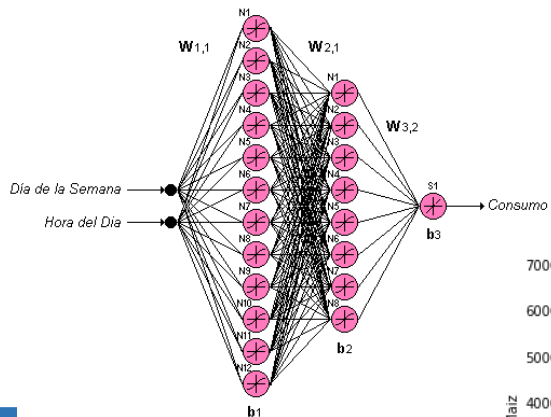 W1,1
W2,1
W3,2
N1
N2
N3
N4
N5
N6
N7
N8
N9
N10
N11
N12
b1
N1
N2
N3
N4
N5
N6
N7
N8
b2
S1
b3
Día de la Semana
Hora del Dia
Consumo
7000
6000
5000
4000
laiz